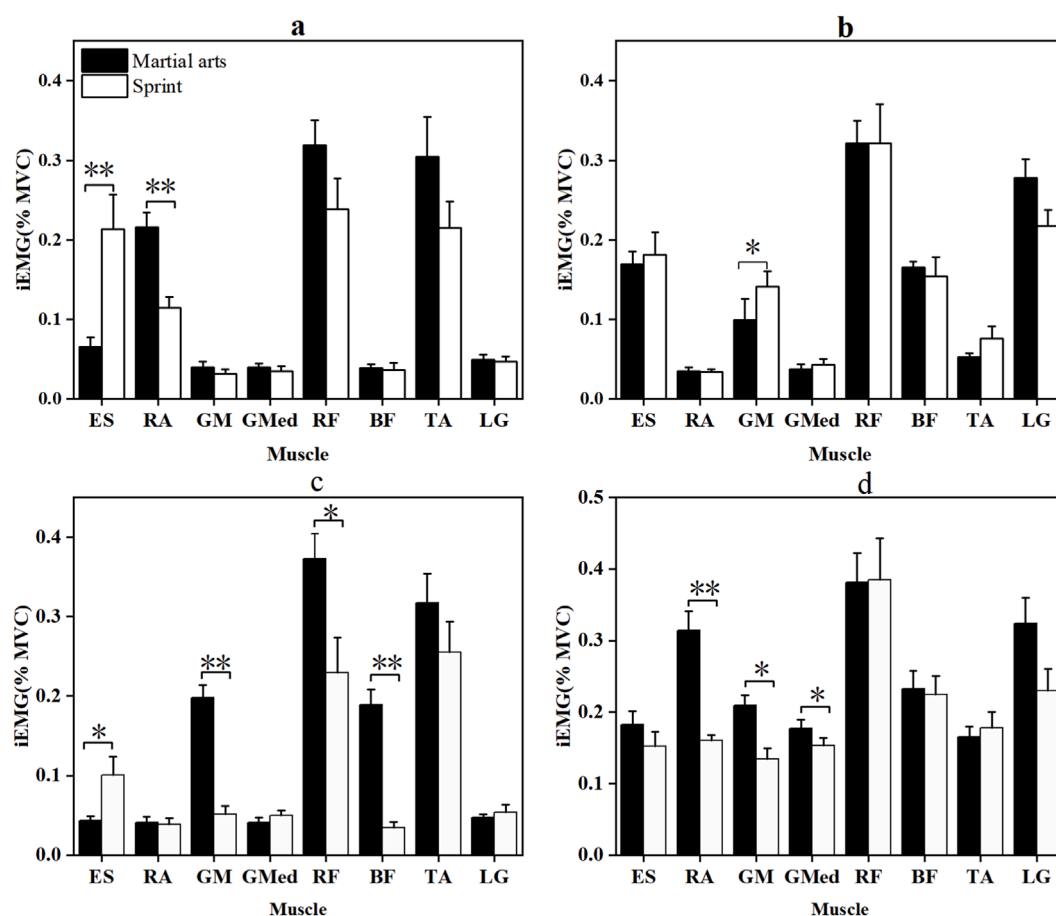 a
Martial arts
Sprint
iEMG(% MVC)
0.4
0.3
0.2
0.1
0.0
**
**
ES RA GM GMed RF BF TA LG
Muscle
b
iEMG(% MVC)
0.4
0.3
0.2
0.1
0.0
*
ES RA GM GMed RF BF TA LG
Muscle
c
iEMG(% MVC)
0.4
0.3
0.2
0.1
0.0
*
**
*
**
ES RA GM GMed RF BF TA LG
Muscle
d
iEMG(% MVC)
0.5
0.4
0.3
0.2
0.1
0.0
**
*
*
ES RA GM GMed RF BF TA LG
Muscle